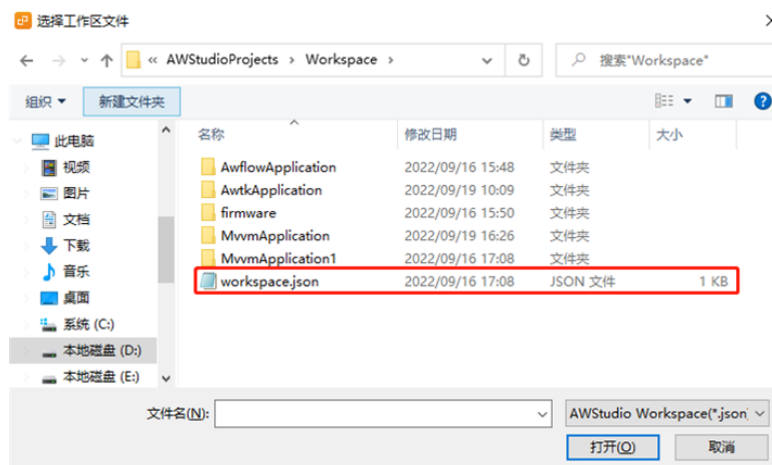 选择工作区文件
« AWStudioProjects › Workspace ›
搜索"Workspace"
组织 新建文件夹
名称 修改日期 类型 大小
此电脑
视频
图片
文档
下载
音乐
桌面
系统 (C:)
本地磁盘 (D:)
本地磁盘 (E:)
AwflowApplication 2022/09/16 15:48 文件夹
AwtkApplication 2022/09/19 10:09 文件夹
firmware 2022/09/16 15:50 文件夹
MvvmApplication 2022/09/19 16:26 文件夹
MvvmApplication1 2022/09/16 17:08 文件夹
workspace.json 2022/09/16 17:08 JSON 文件 1 KB
文件名(N):
AWStudio Workspace(*.json)
打开(O) 取消